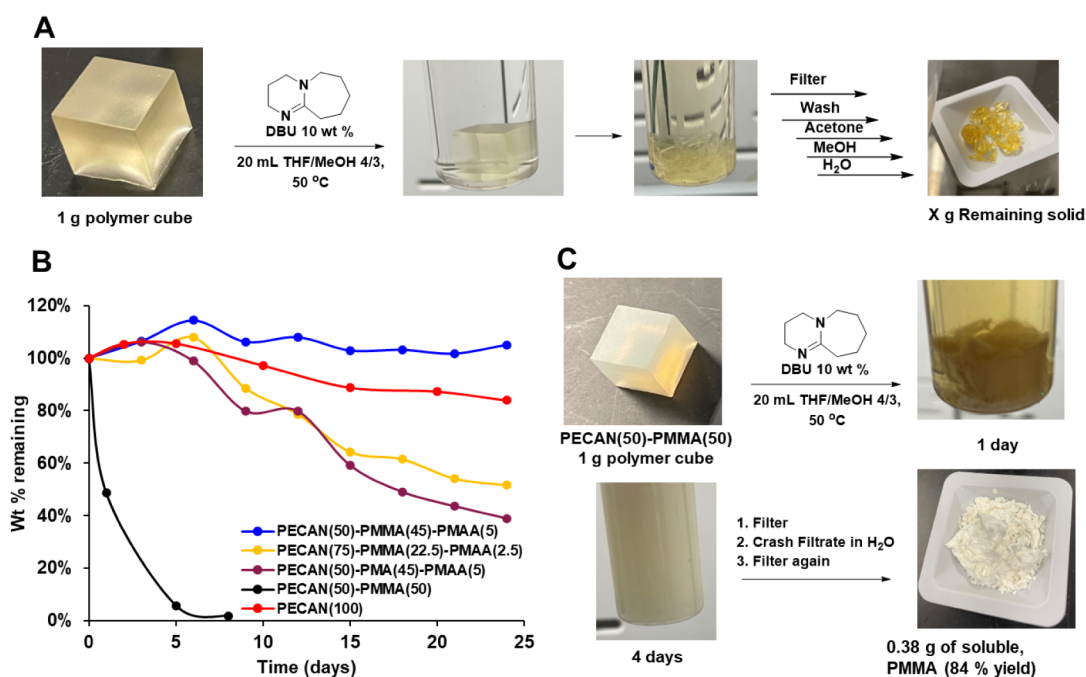 A
N
N
DBU 10 wt %
20 mL THF/MeOH 4/3,
50 °C
Filter
Wash
Acetone
MeOH
H2O
1 g polymer cube
X g Remaining solid
B
120%
100%
80%
60%
40%
20%
0%
Wt % remaining
PECAN(50)-PMMA(45)-PMAA(5)
PECAN(75)-PMMA(22.5)-PMAA(2.5)
PECAN(50)-PMA(45)-PMAA(5)
PECAN(50)-PMMA(50)
PECAN(100)
0 5 10 15 20 25
Time (days)
C
N
N
DBU 10 wt %
20 mL THF/MeOH 4/3,
50 °C
PECAN(50)-PMMA(50)
1 g polymer cube
1 day
1. Filter
2. Crash Filtrate in H2O
3. Filter again
4 days
0.38 g of soluble,
PMMA (84 % yield)